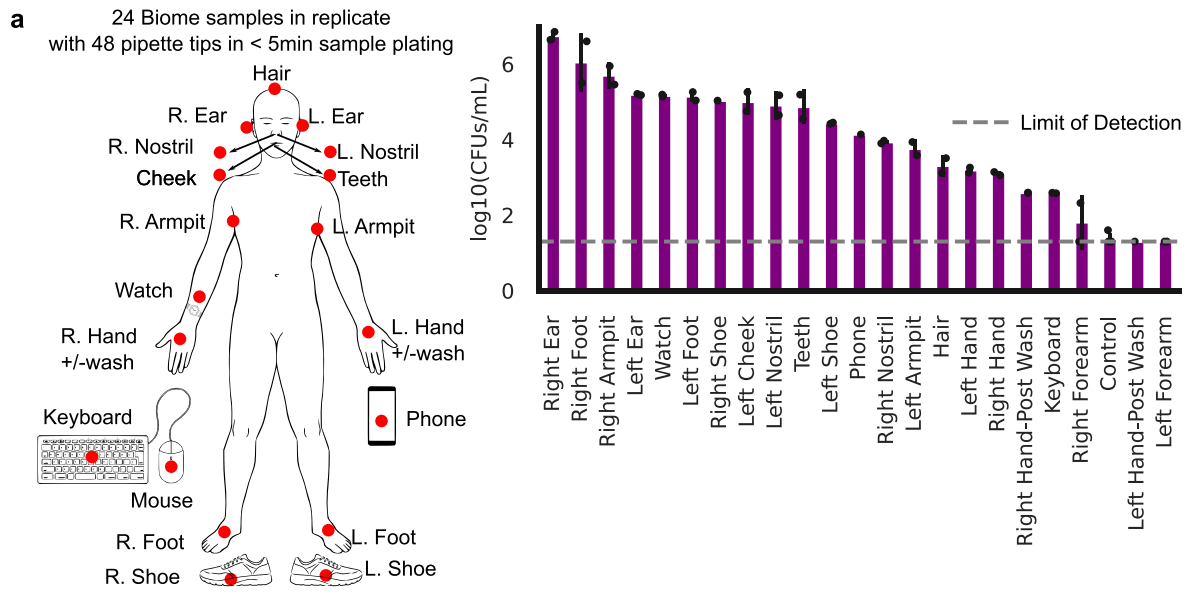 a
24 Biome samples in replicate
with 48 pipette tips in < 5min sample plating
Hair
R. Ear
L. Ear
R. Nostril
L. Nostril
Cheek
Teeth
R. Armpit
L. Armpit
Watch
R. Hand
+/-wash
L. Hand
+/-wash
Keyboard
Mouse
Phone
R. Foot
L. Foot
R. Shoe
L. Shoe
log10(CFUs/mL)
6
4
2
0
Limit of Detection
Right Ear
Right Foot
Right Armpit
Left Ear
Watch
Left Foot
Right Shoe
Left Cheek
Left Nostril
Teeth
Left Shoe
Phone
Right Nostril
Left Armpit
Hair
Left Hand
Right Hand
Right Hand-Post Wash
Keyboard
Right Forearm
Control
Left Hand-Post Wash
Left Forearm